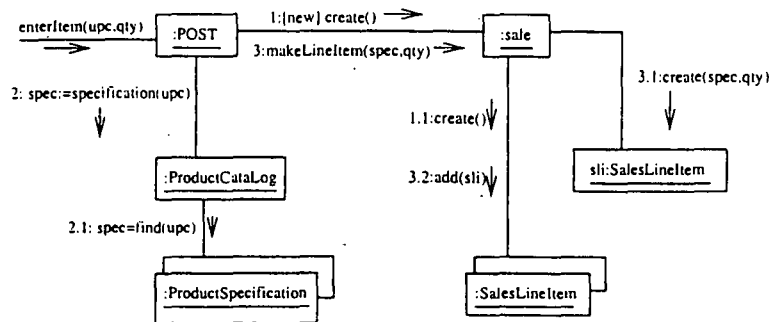 1:[new] create()
enterItem(upc,qty)
:POST
:sale
3:makeLineItem(spec,qty)
3.1:create(spec,qty)
2: spec:=specification(upc)
1.1:create()
:ProductCataLog
sli:SalesLineItem
3.2:add(sli)
2.1: spec=find(upc)
:ProductSpecification
:SalesLineItem